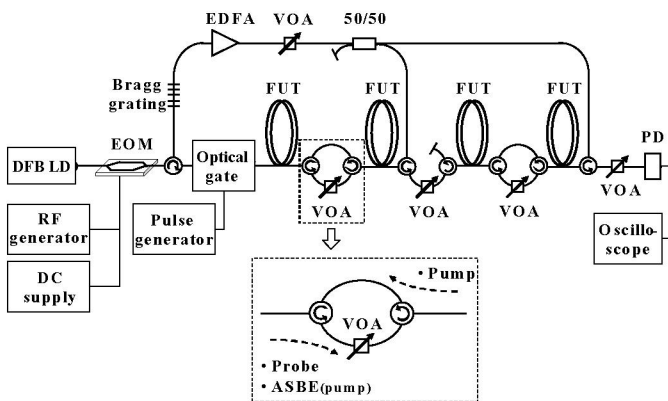 EDFA
VOA
50/50
Bragg
grating
FUT
FUT
FUT
FUT
EOM
PD
DFB LD
Optical
gate
VOA
VOA
VOA
VOA
RF
generator
Pulse
generator
Oscillo-
scope
DC
supply
• Pump
VOA
• Probe
• ASBE(pump)